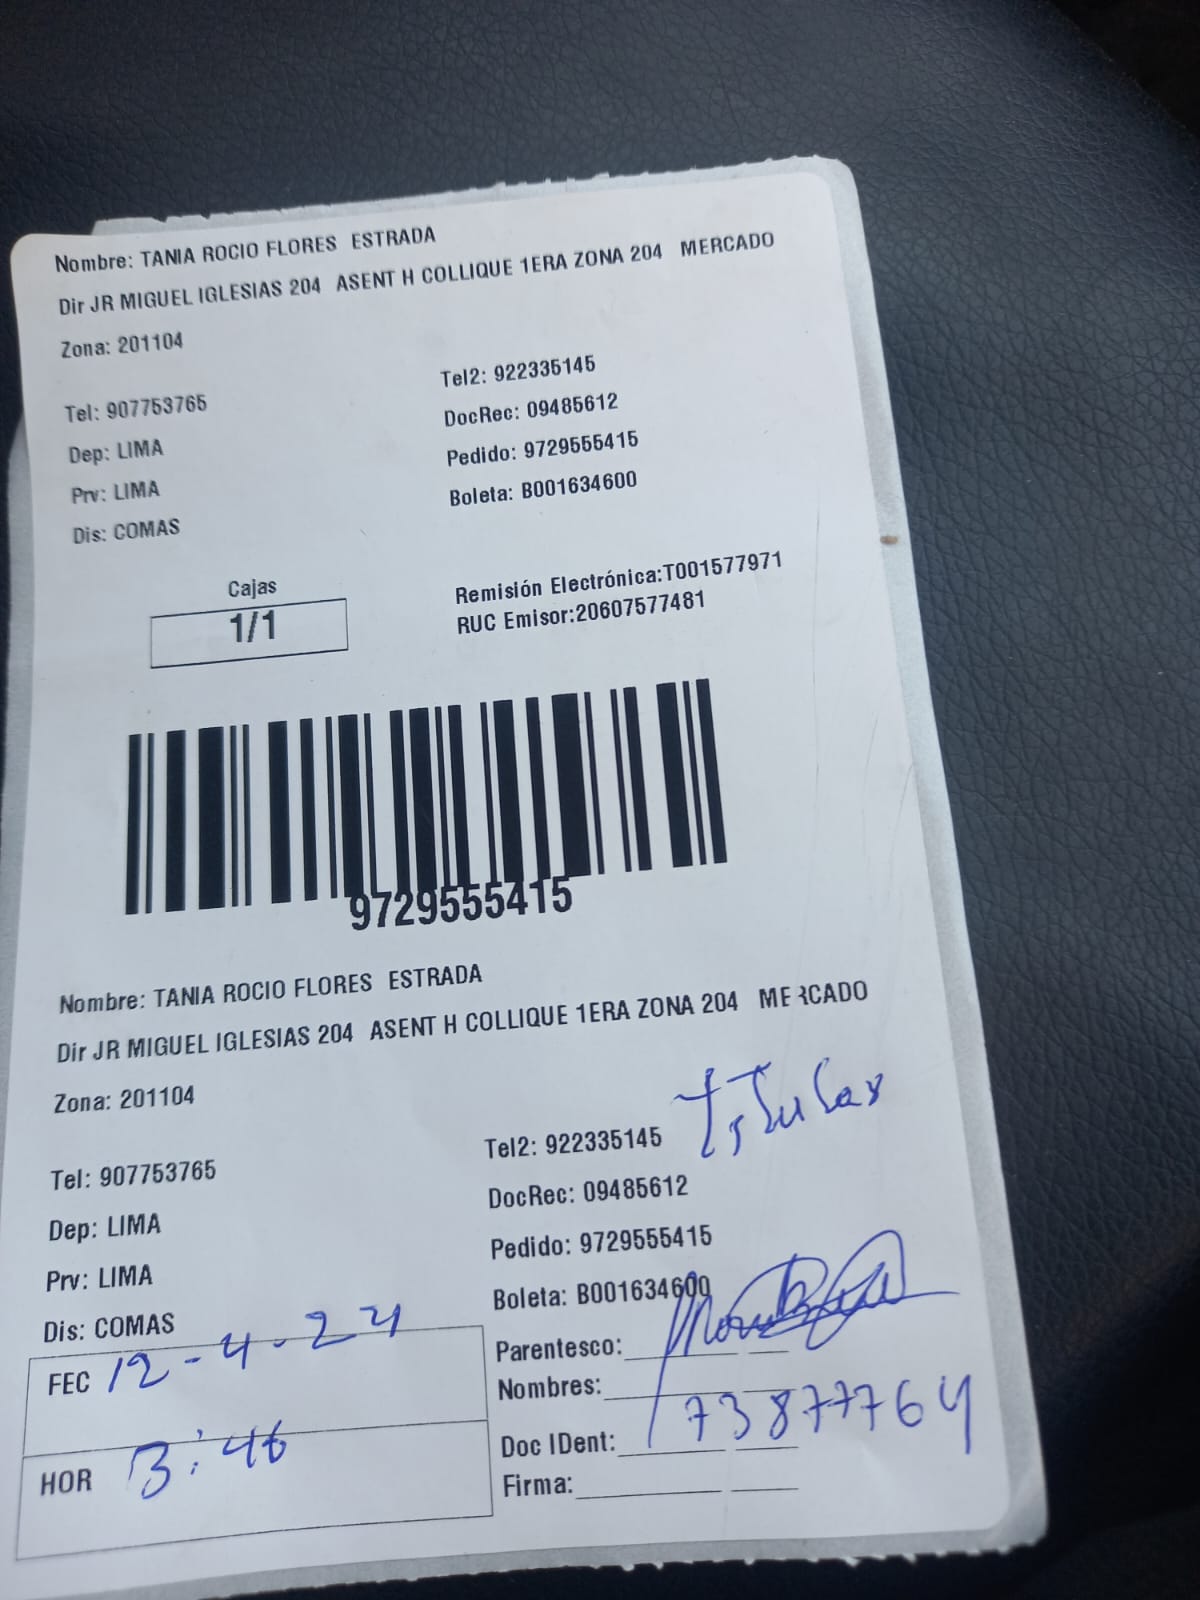 Nombre: TANIA ROCIO FLORES ESTRADA
Dir JR MIGUEL IGLESIAS 204 ASENT H COLLIQUE 1ERA ZONA 204 MERCADO
Zona: 201104
Tel: 907753765 Tel2: 922335145
Dep: LIMA DocRec: 09485612
Prv: LIMA Pedido: 9729555415
Dis: COMAS Boleta: B001634600
Cajas
1/1
Remisión Electrónica:T001577971
RUC Emisor:20607577481
9729555415
Nombre: TANIA ROCIO FLORES ESTRADA
Dir JR MIGUEL IGLESIAS 204 ASENT H COLLIQUE 1ERA ZONA 204 MERCADO
Zona: 201104
Titular
Tel: 907753765 Tel2: 922335145
Dep: LIMA DocRec: 09485612
Prv: LIMA Pedido: 9729555415
Dis: COMAS Boleta: B001634600
FEC 12-4-24
HOR 3:46
Parentesco:
Nombres:
Doc IDent: 73877764
Firma: